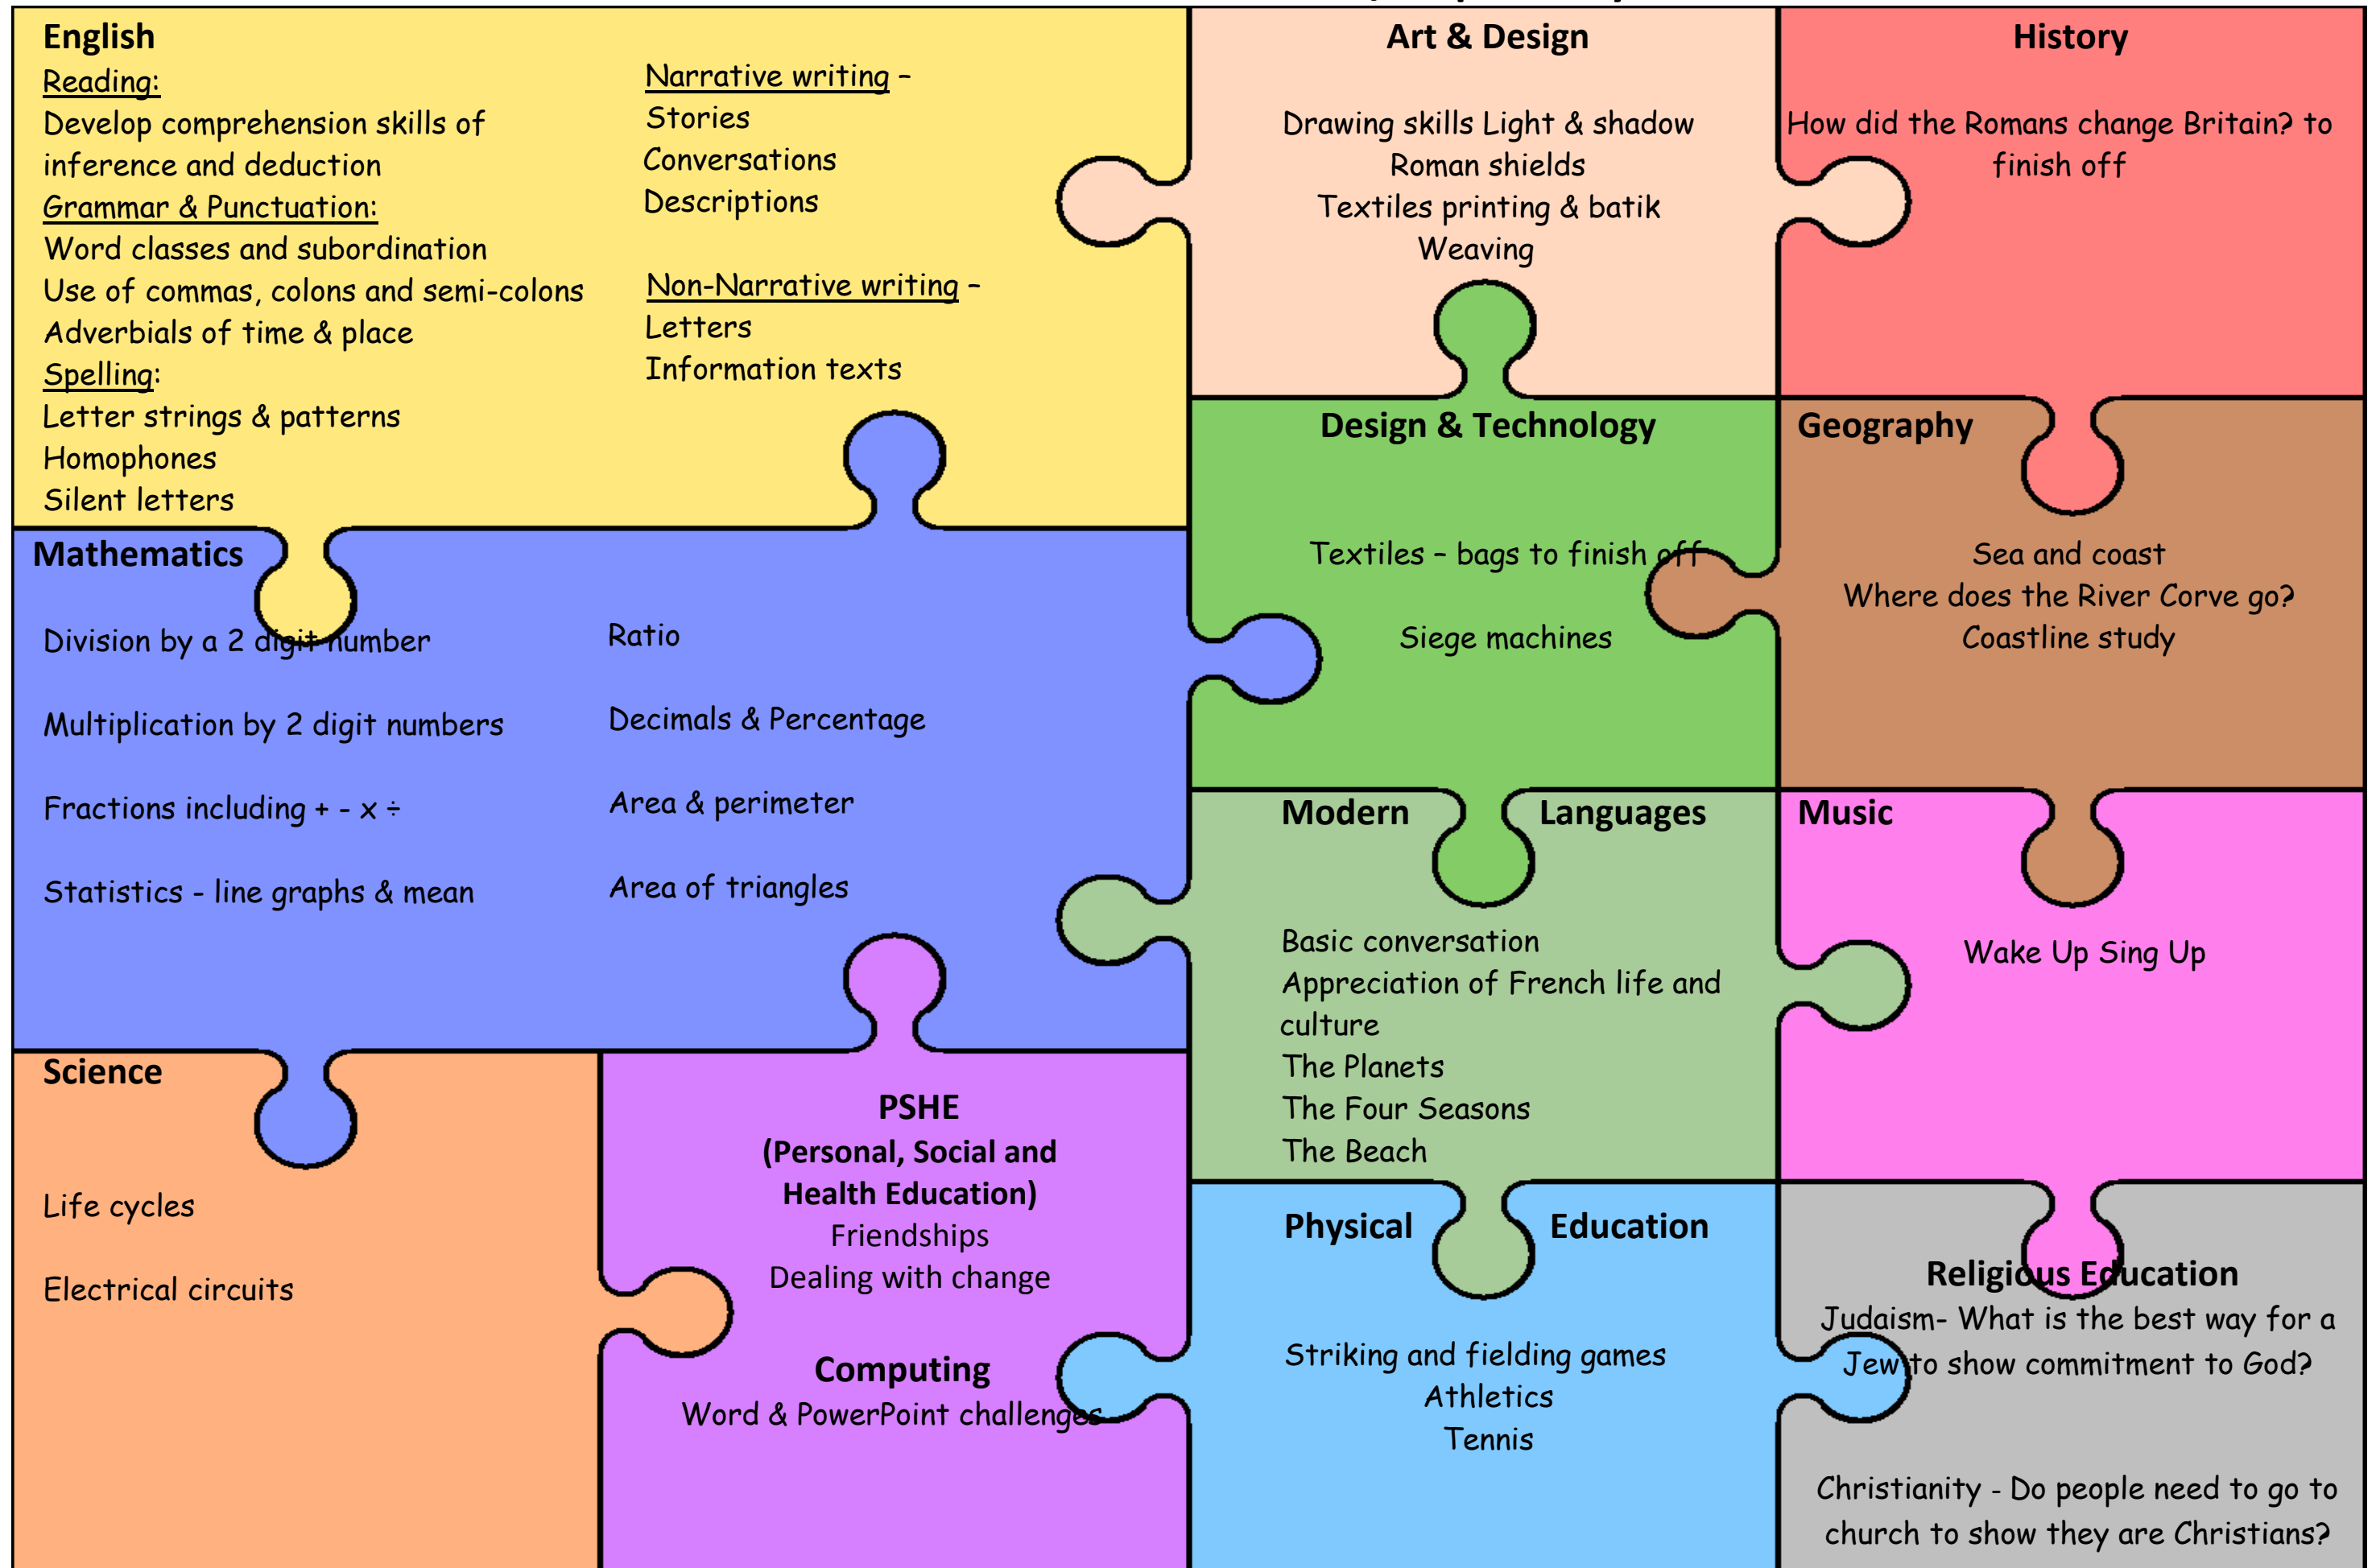 English
Reading:
Develop comprehension skills of
inference and deduction
Grammar & Punctuation:
Word classes and subordination
Use of commas, colons and semi-colons
Adverbials of time & place
Spelling:
Letter strings & patterns
Homophones
Silent letters
Narrative writing –
Stories
Conversations
Descriptions
Non-Narrative writing –
Letters
Information texts
Art & Design
Drawing skills Light & shadow
Roman shields
Textiles printing & batik
Weaving
History
How did the Romans change Britain? to
finish off
Mathematics
Division by a 2 digit number
Multiplication by 2 digit numbers
Fractions including + - x ÷
Statistics - line graphs & mean
Ratio
Decimals & Percentage
Area & perimeter
Area of triangles
Design & Technology
Textiles – bags to finish off
Siege machines
Geography
Sea and coast
Where does the River Corve go?
Coastline study
Modern Languages
Basic conversation
Appreciation of French life and
culture
The Planets
The Four Seasons
The Beach
Music
Wake Up Sing Up
Science
Life cycles
Electrical circuits
PSHE
(Personal, Social and
Health Education)
Friendships
Dealing with change
Computing
Word & PowerPoint challenges
Physical Education
Striking and fielding games
Athletics
Tennis
Religious Education
Judaism- What is the best way for a
Jew to show commitment to God?
Christianity - Do people need to go to
church to show they are Christians?